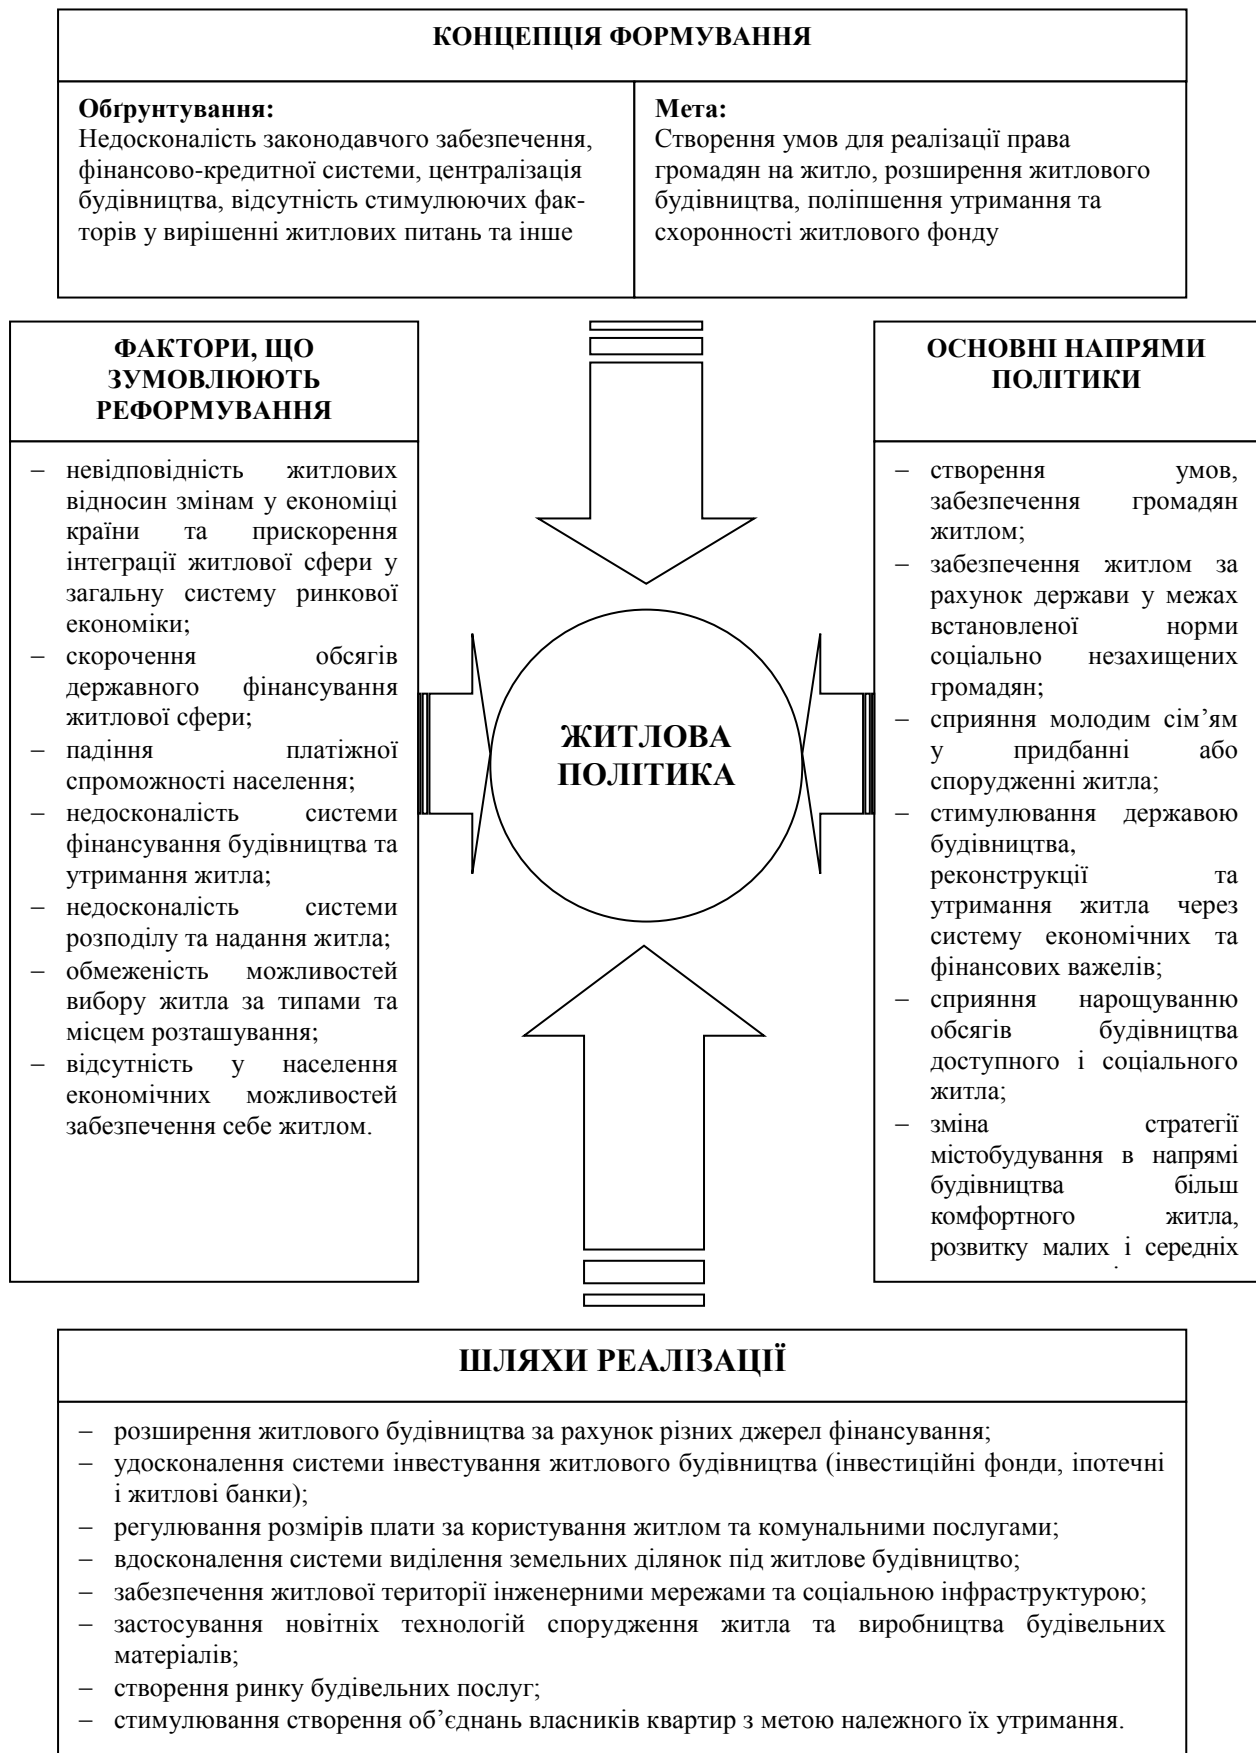 КОНЦЕПЦІЯ ФОРМУВАННЯ
Обґрунтування:
Недосконалість законодавчого забезпечення,
фінансово-кредитної системи, централізація
будівництва, відсутність стимулюючих фак-
торів у вирішенні житлових питань та інше
Мета:
Створення умов для реалізації права
громадян на житло, розширення житлового
будівництва, поліпшення утримання та
схоронності житлового фонду
ФАКТОРИ, ЩО
ЗУМОВЛЮЮТЬ
РЕФОРМУВАННЯ
– невідповідність житлових
відносин змінам у економіці
країни та прискорення
інтеграції житлової сфери у
загальну систему ринкової
економіки;
– скорочення обсягів
державного фінансування
житлової сфери;
– падіння платіжної
спроможності населення;
– недосконалість системи
фінансування будівництва та
утримання житла;
– недосконалість системи
розподілу та надання житла;
– обмеженість можливостей
вибору житла за типами та
місцем розташування;
– відсутність у населення
економічних можливостей
забезпечення себе житлом.
ЖИТЛОВА
ПОЛІТИКА
ОСНОВНІ НАПРЯМИ
ПОЛІТИКИ
– створення умов,
забезпечення громадян
житлом;
– забезпечення житлом за
рахунок держави у межах
встановленої норми
соціально незахищених
громадян;
– сприяння молодим сім’ям
у придбанні або
спорудженні житла;
– стимулювання державою
будівництва,
реконструкції та
утримання житла через
систему економічних та
фінансових важелів;
– сприяння нарощуванню
обсягів будівництва
доступного і соціального
житла;
– зміна стратегії
містобудування в напрямі
будівництва більш
комфортного житла,
розвитку малих і середніх
ШЛЯХИ РЕАЛІЗАЦІЇ
– розширення житлового будівництва за рахунок різних джерел фінансування;
– удосконалення системи інвестування житлового будівництва (інвестиційні фонди, іпотечні
і житлові банки);
– регулювання розмірів плати за користування житлом та комунальними послугами;
– вдосконалення системи виділення земельних ділянок під житлове будівництво;
– забезпечення житлової території інженерними мережами та соціальною інфраструктурою;
– застосування новітніх технологій спорудження житла та виробництва будівельних
матеріалів;
– створення ринку будівельних послуг;
– стимулювання створення об’єднань власників квартир з метою належного їх утримання.